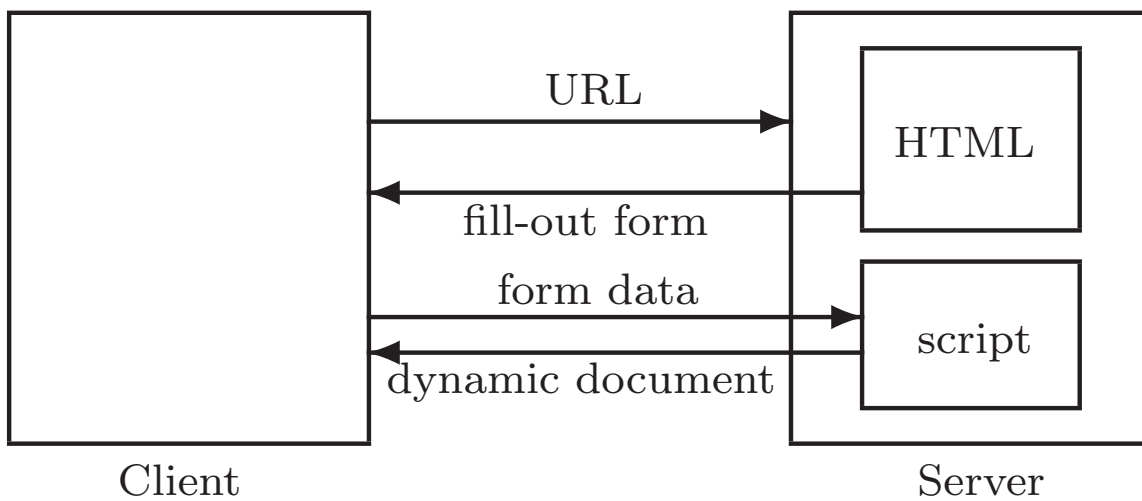 URL
HTML
fill-out form
form data
script
dynamic document
Client
Server